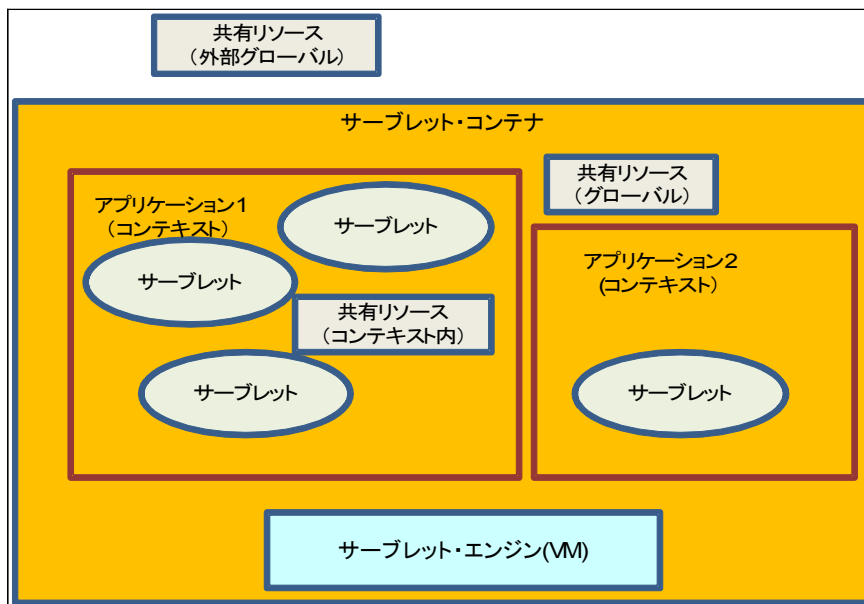 共有リソース
（外部グローバル）
サーブレット・コンテナ
共有リソース
（グローバル）
アプリケーション１
（コンテキスト）
サーブレット
サーブレット
共有リソース
（コンテキスト内）
サーブレット
アプリケーション２
(コンテキスト）
サーブレット
サーブレット・エンジン(VM)